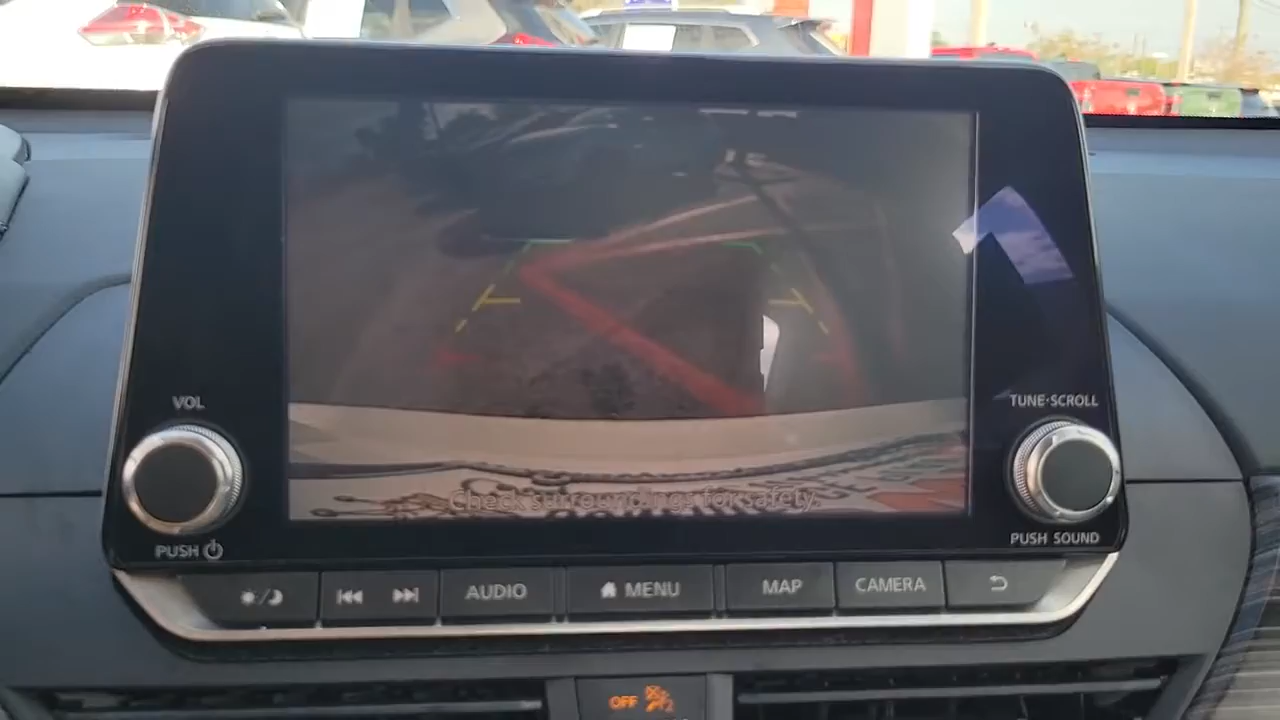 Check surroundings for safety.
VOL
TUNE·SCROLL
PUSH
PUSH SOUND
AUDIO
MENU
MAP
CAMERA
OFF